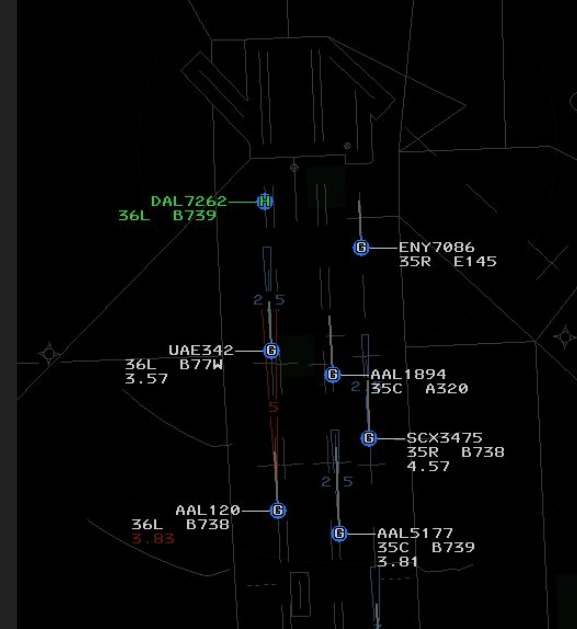 DAL7262
H
36L B739
G
ENY7086
35R E145
2 5
UAE342
G
36L B77W
3.57
G
AAL1894
2
35C A320
5
G
SCX3475
35R B738
4.57
2 5
AAL120
G
36L B738
3.83
G
AAL5177
35C B739
3.81